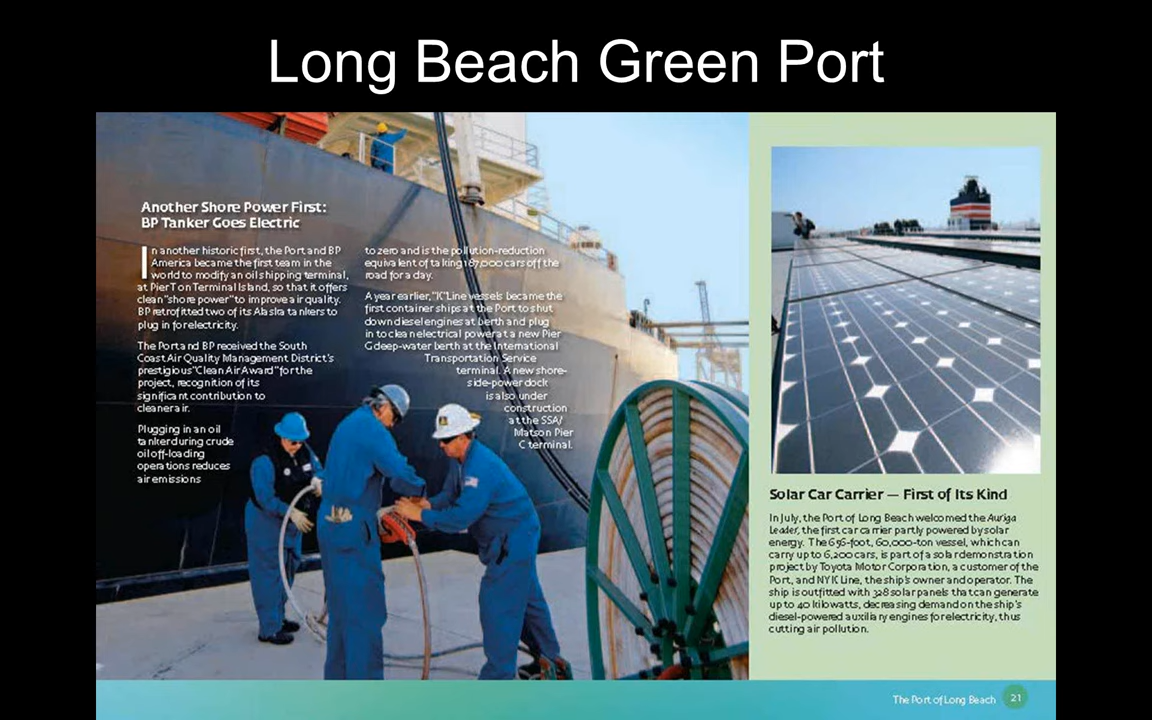 Long Beach Green Port
Another Shore Power First:
BP Tanker Goes Electric
In another historic first, the Port and BP
America became the first team in the
world to modify an oil shipping terminal,
at Pier T on Terminal Island, so that it offers
clean "shore power" to improve air quality.
BP retrofitted two of its Alaska tankers to
plug in for electricity.
The Port and BP received the South
Coast Air Quality Management District's
prestigious "Clean Air Award" for the
project, recognition of its
significant contribution to
cleaner air.
Plugging in an oil
tanker during crude
oil off-loading
operations reduces
air emissions
to zero and is the pollution-reduction
equivalent of taking 187,000 cars off the
road for a day.
A year earlier, "K" Line vessels became the
first container ships at the Port to shut
down diesel engines at berth and plug
in to clean electrical power at a new Pier
G deep-water berth at the International
Transportation Service
terminal. A new shore-
side-power dock
is also under
construction
at the SSA/
Matson Pier
C terminal.
Solar Car Carrier — First of Its Kind
In July, the Port of Long Beach welcomed the Auriga
Leader, the first car carrier partly powered by solar
energy. The 656-foot, 60,000-ton vessel, which can
carry up to 6,200 cars, is part of a solar demonstration
project by Toyota Motor Corporation, a customer of the
Port, and NYK Line, the ship's owner and operator. The
ship is outfitted with 328 solar panels that can generate
up to 40 kilowatts, decreasing demand on the ship's
diesel-powered auxiliary engines for electricity, thus
cutting air pollution.
The Port of Long Beach 21